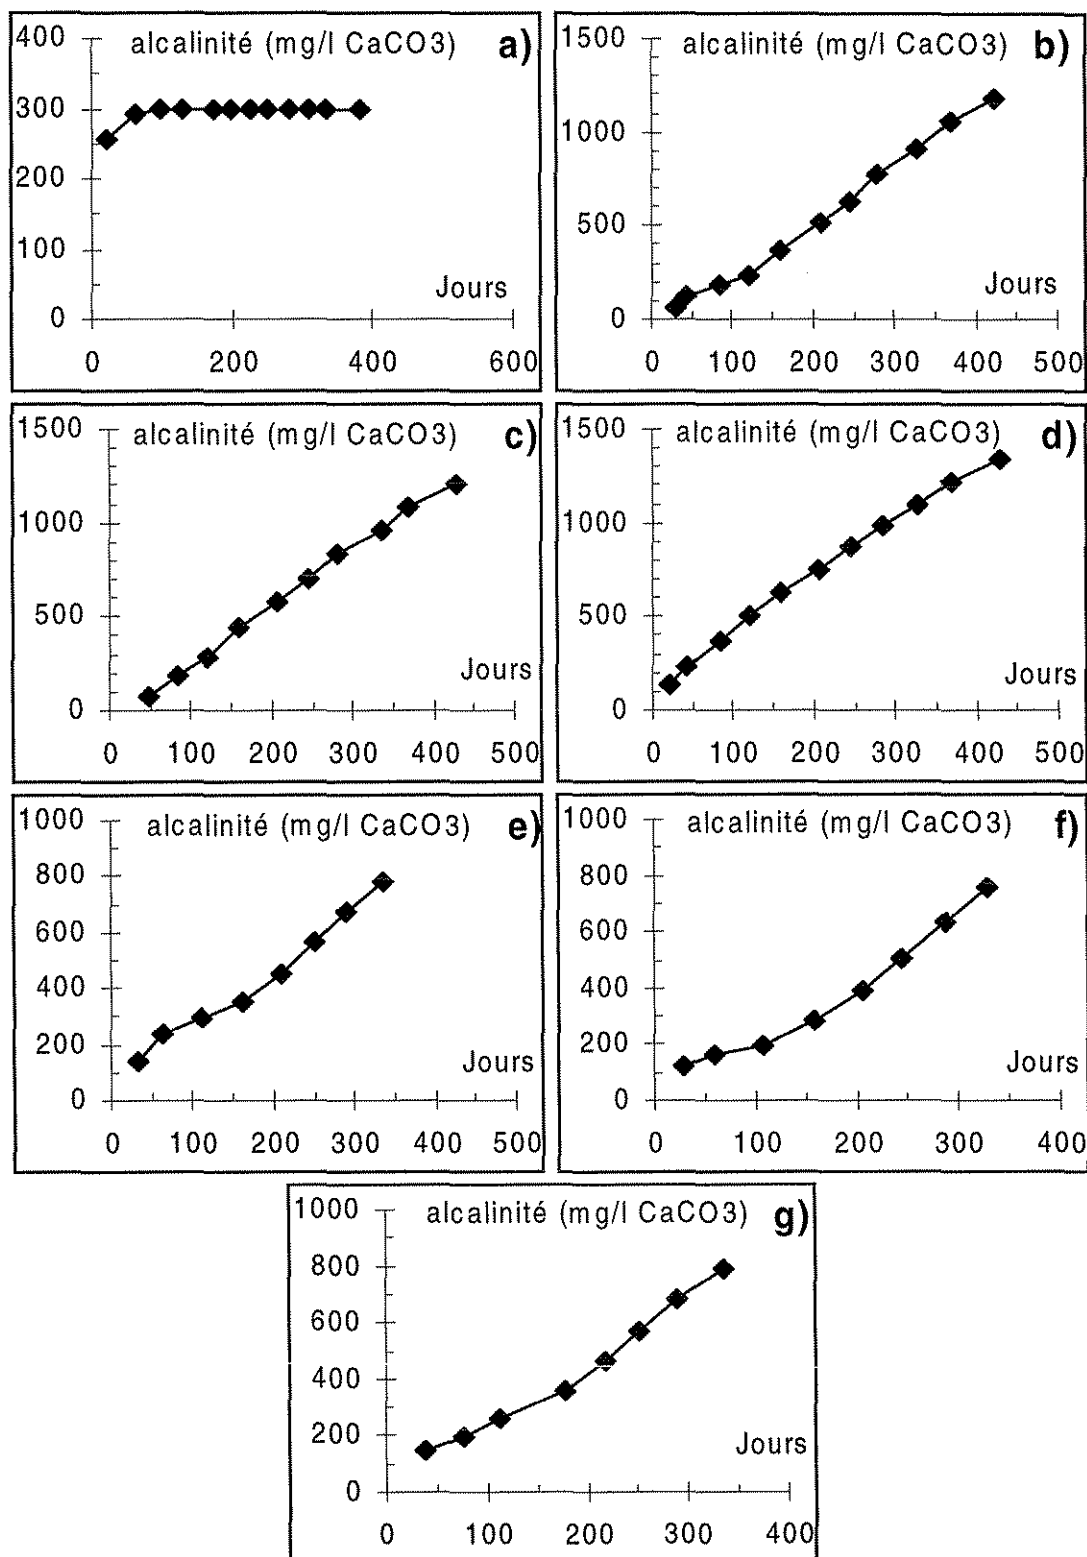 alcalinité (mg/l CaCO3) a)
400
300
200
100
0
Jours
0 200 400 600
alcalinité (mg/l CaCO3) b)
1500
1000
500
0
Jours
0 100 200 300 400 500
alcalinité (mg/l CaCO3) c)
1500
1000
500
0
Jours
0 100 200 300 400 500
alcalinité (mg/l CaCO3) d)
1500
1000
500
0
Jours
0 100 200 300 400 500
alcalinité (mg/l CaCO3) e)
1000
800
600
400
200
0
Jours
0 100 200 300 400 500
alcalinité (mg/l CaCO3) f)
1000
800
600
400
200
0
Jours
0 100 200 300 400
alcalinité (mg/l CaCO3) g)
1000
800
600
400
200
0
Jours
0 100 200 300 400